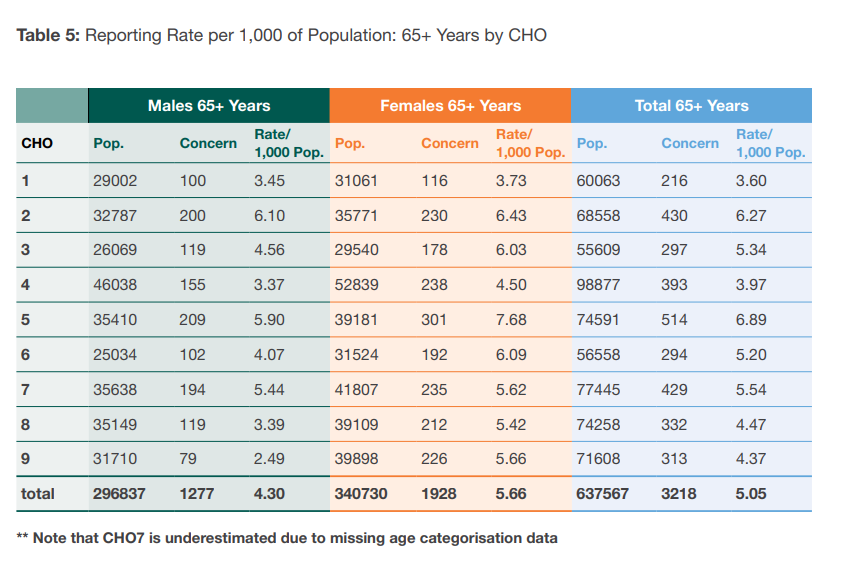 Table 5: Reporting Rate per 1,000 of Population: 65+ Years by CHO
Males 65+ Years Females 65+ Years Total 65+ Years
CHO Pop. Concern Rate/ 1,000 Pop. Pop. Concern Rate/ 1,000 Pop. Pop. Concern Rate/ 1,000 Pop.
1 29002 100 3.45 31061 116 3.73 60063 216 3.60
2 32787 200 6.10 35771 230 6.43 68558 430 6.27
3 26069 119 4.56 29540 178 6.03 55609 297 5.34
4 46038 155 3.37 52839 238 4.50 98877 393 3.97
5 35410 209 5.90 39181 301 7.68 74591 514 6.89
6 25034 102 4.07 31524 192 6.09 56558 294 5.20
7 35638 194 5.44 41807 235 5.62 77445 429 5.54
8 35149 119 3.39 39109 212 5.42 74258 332 4.47
9 31710 79 2.49 39898 226 5.66 71608 313 4.37
total 296837 1277 4.30 340730 1928 5.66 637567 3218 5.05
** Note that CHO7 is underestimated due to missing age categorisation data